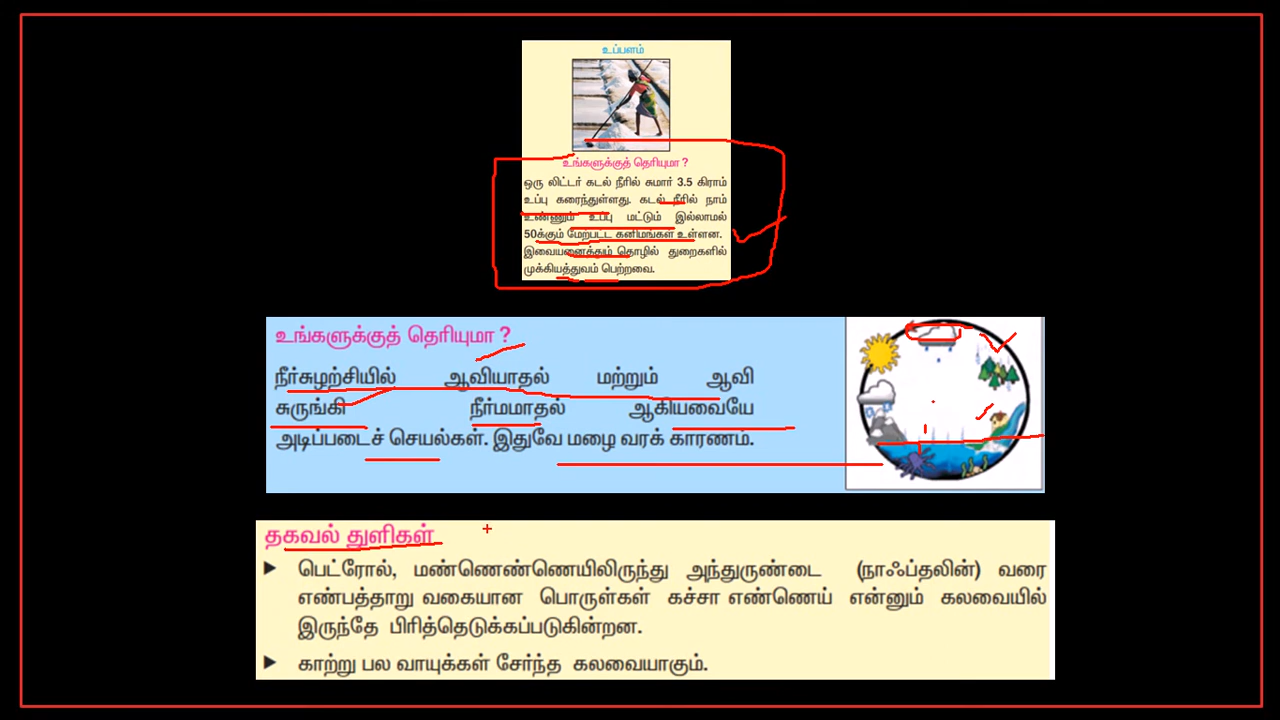 உப்பளம்
உங்களுக்குத் தெரியுமா ?
ஒரு லிட்டர் கடல் நீரில் சுமார் 3.5 கிராம்
உப்பு கரைந்துள்ளது. கடல் நீரில் நாம்
உண்ணும் உப்பு மட்டும் இல்லாமல்
50க்கும் மேற்பட்ட கனிமங்கள் உள்ளன.
இவையனைத்தும் தொழில் துறைகளில்
முக்கியத்துவம் பெற்றவை.
உங்களுக்குத் தெரியுமா ?
நீர்சுழற்சியில் ஆவியாதல் மற்றும் ஆவி
சுருங்கி நீர்மமாதல் ஆகியவையே
அடிப்படைச் செயல்கள். இதுவே மழை வரக் காரணம்.
தகவல் துளிகள்
பெட்ரோல், மண்ணெண்ணெயிலிருந்து அந்துருண்டை (நாஃப்தலின்) வரை
எண்பத்தாறு வகையான பொருள்கள் கச்சா எண்ணெய் என்னும் கலவையில்
இருந்தே பிரித்தெடுக்கப்படுகின்றன.
காற்று பல வாயுக்கள் சேர்ந்த கலவையாகும்.